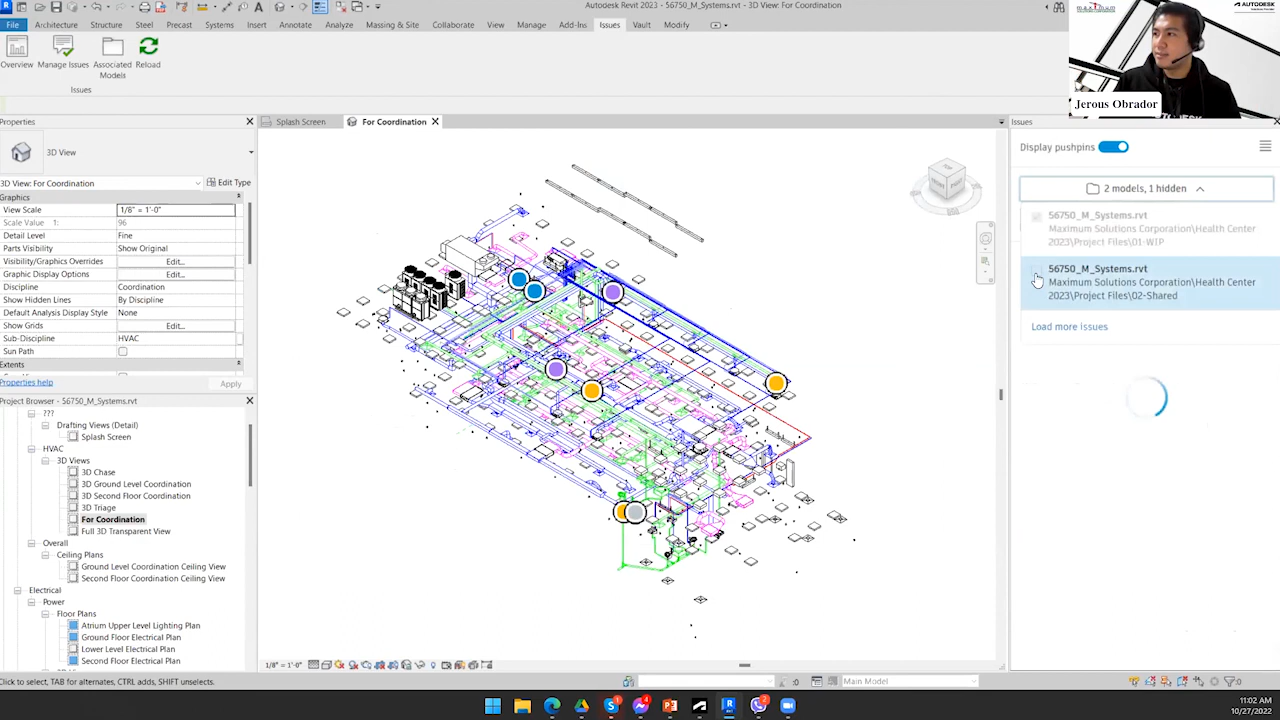 Autodesk Revit 2023 - 56750_M_Systems.rvt - 3D View: For Coordination
AUTODESK
File Architecture Structure Steel Precast Systems Insert Annotate Analyze Massing & Site Collaborate View Manage Add-Ins Issues Vault Modify
Overview Manage Issues Associated Models Reload
Issues
Jerous Obrador
Properties
Splash Screen
For Coordination
Issues
3D View
Display pushpins
3D View: For Coordination
Edit Type
2 models, 1 hidden
Graphics
View Scale 1/8" = 1'-0"
Scale Value 1: 96
Detail Level Fine
Parts Visibility Show Original
Visibility/Graphics Overrides Edit...
Graphic Display Options Edit...
Discipline Coordination
Show Hidden Lines By Discipline
Default Analysis Display Style None
Show Grids Edit...
Sub-Discipline HVAC
Sun Path
Extents
Properties help
Apply
56750_M_Systems.rvt
Maximum Solutions Corporation\Health Center
2023\Project Files\01-WIP
56750_M_Systems.rvt
Maximum Solutions Corporation\Health Center
2023\Project Files\02-Shared
Load more issues
TOP
Project Browser - 56750_M_Systems.rvt
???
Drafting Views (Detail)
Splash Screen
HVAC
3D Views
3D Chase
3D Ground Level Coordination
3D Second Floor Coordination
3D Triage
For Coordination
Full 3D Transparent View
Overall
Ceiling Plans
Ground Level Coordination Ceiling View
Second Floor Coordination Ceiling View
Electrical
Power
Floor Plans
Atrium Upper Level Lighting Plan
Ground Floor Electrical Plan
Lower Level Electrical Plan
Second Floor Electrical Plan
1/8" = 1'-0"
Click to select, TAB for alternates, CTRL adds, SHIFT unselects.
:0
Main Model
:0
11:02 AM
10/27/2022